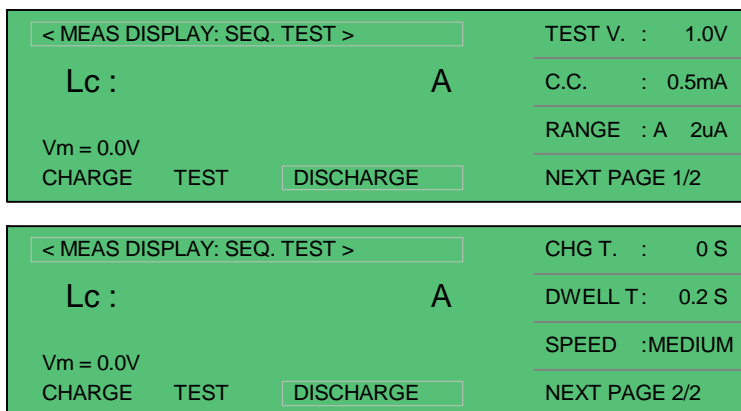 < MEAS DISPLAY: SEQ. TEST >
TEST V. : 1.0V
Lc : A
C.C. : 0.5mA
RANGE : A 2uA
Vm = 0.0V
CHARGE TEST DISCHARGE
NEXT PAGE 1/2
< MEAS DISPLAY: SEQ. TEST >
CHG T. : 0 S
Lc : A
DWELL T : 0.2 S
SPEED :MEDIUM
Vm = 0.0V
CHARGE TEST DISCHARGE
NEXT PAGE 2/2